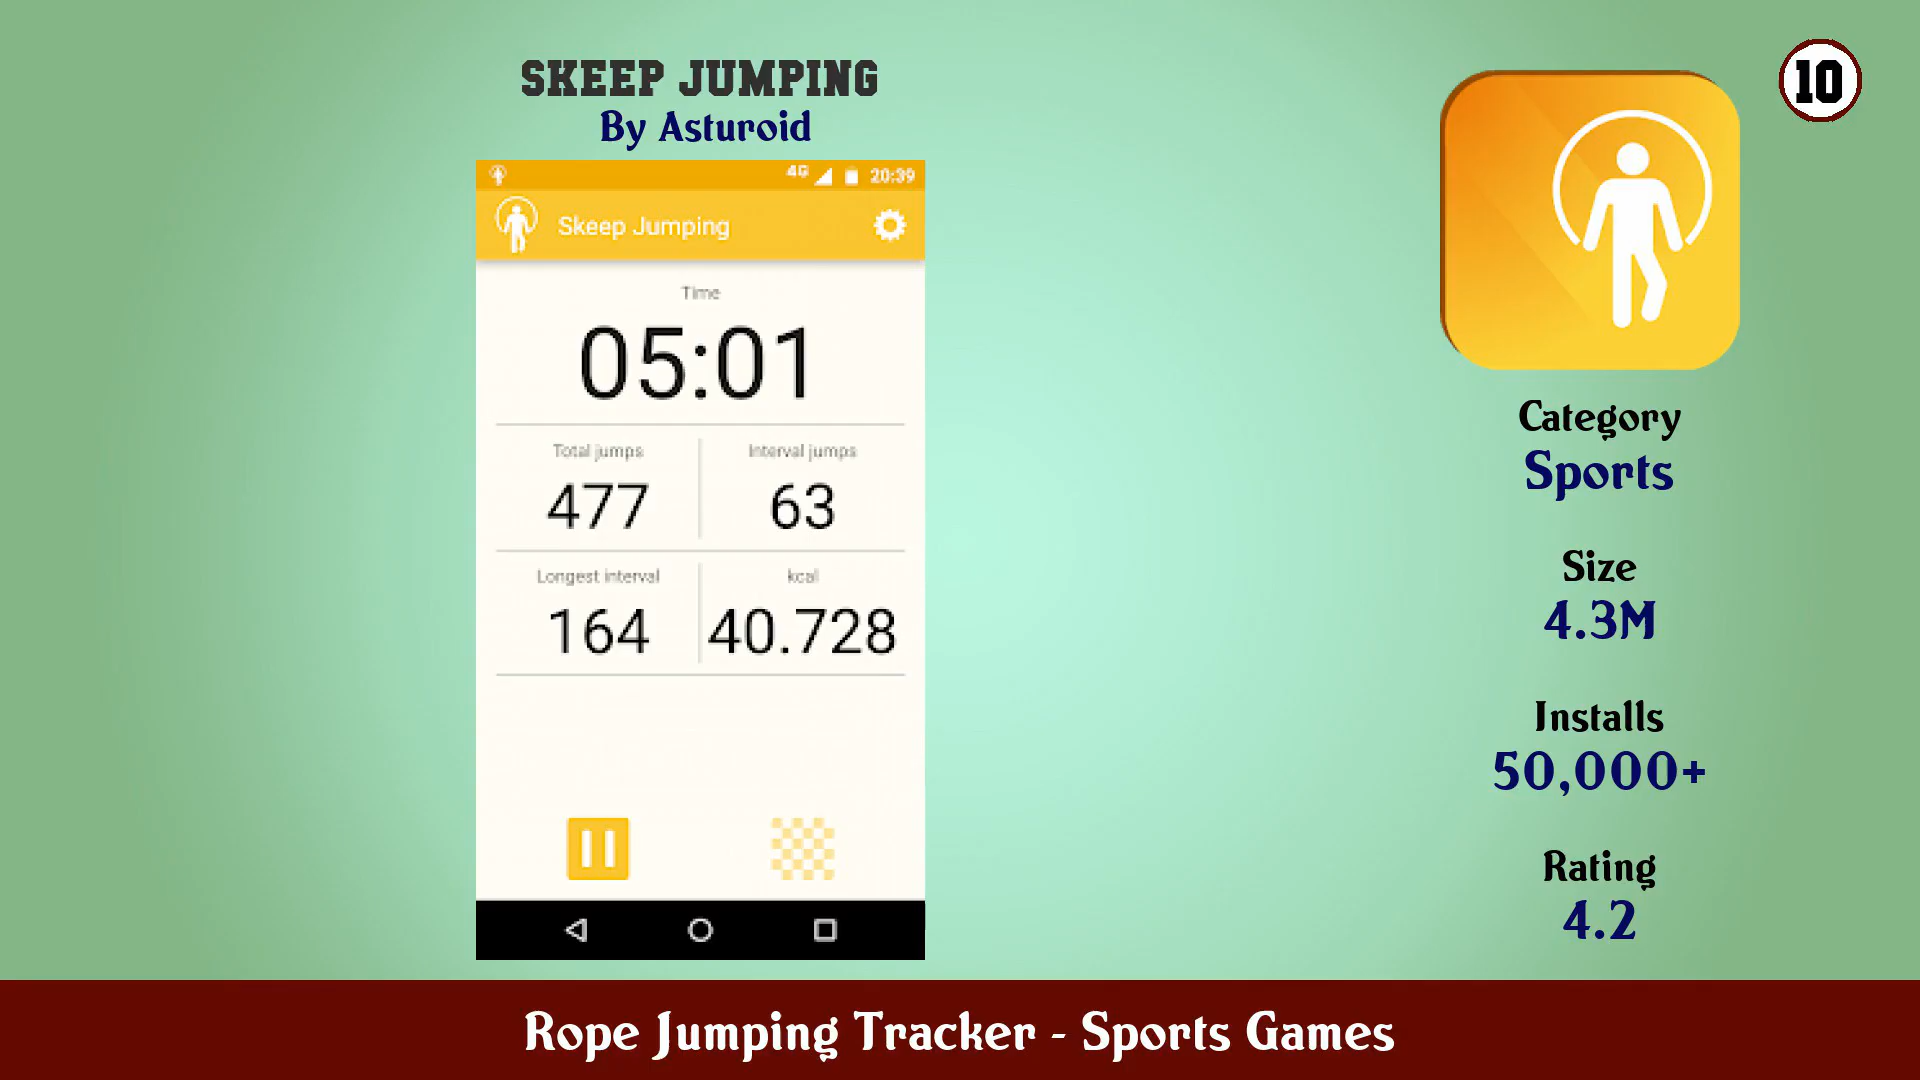 SKEEP JUMPING
By Asturoid
10
4G 20:39
Skeep Jumping
Time
05:01
Total jumps Interval jumps
477 63
Longest interval kcal
164 40.728
Category
Sports
Size
4.3M
Installs
50,000+
Rating
4.2
Rope Jumping Tracker - Sports Games